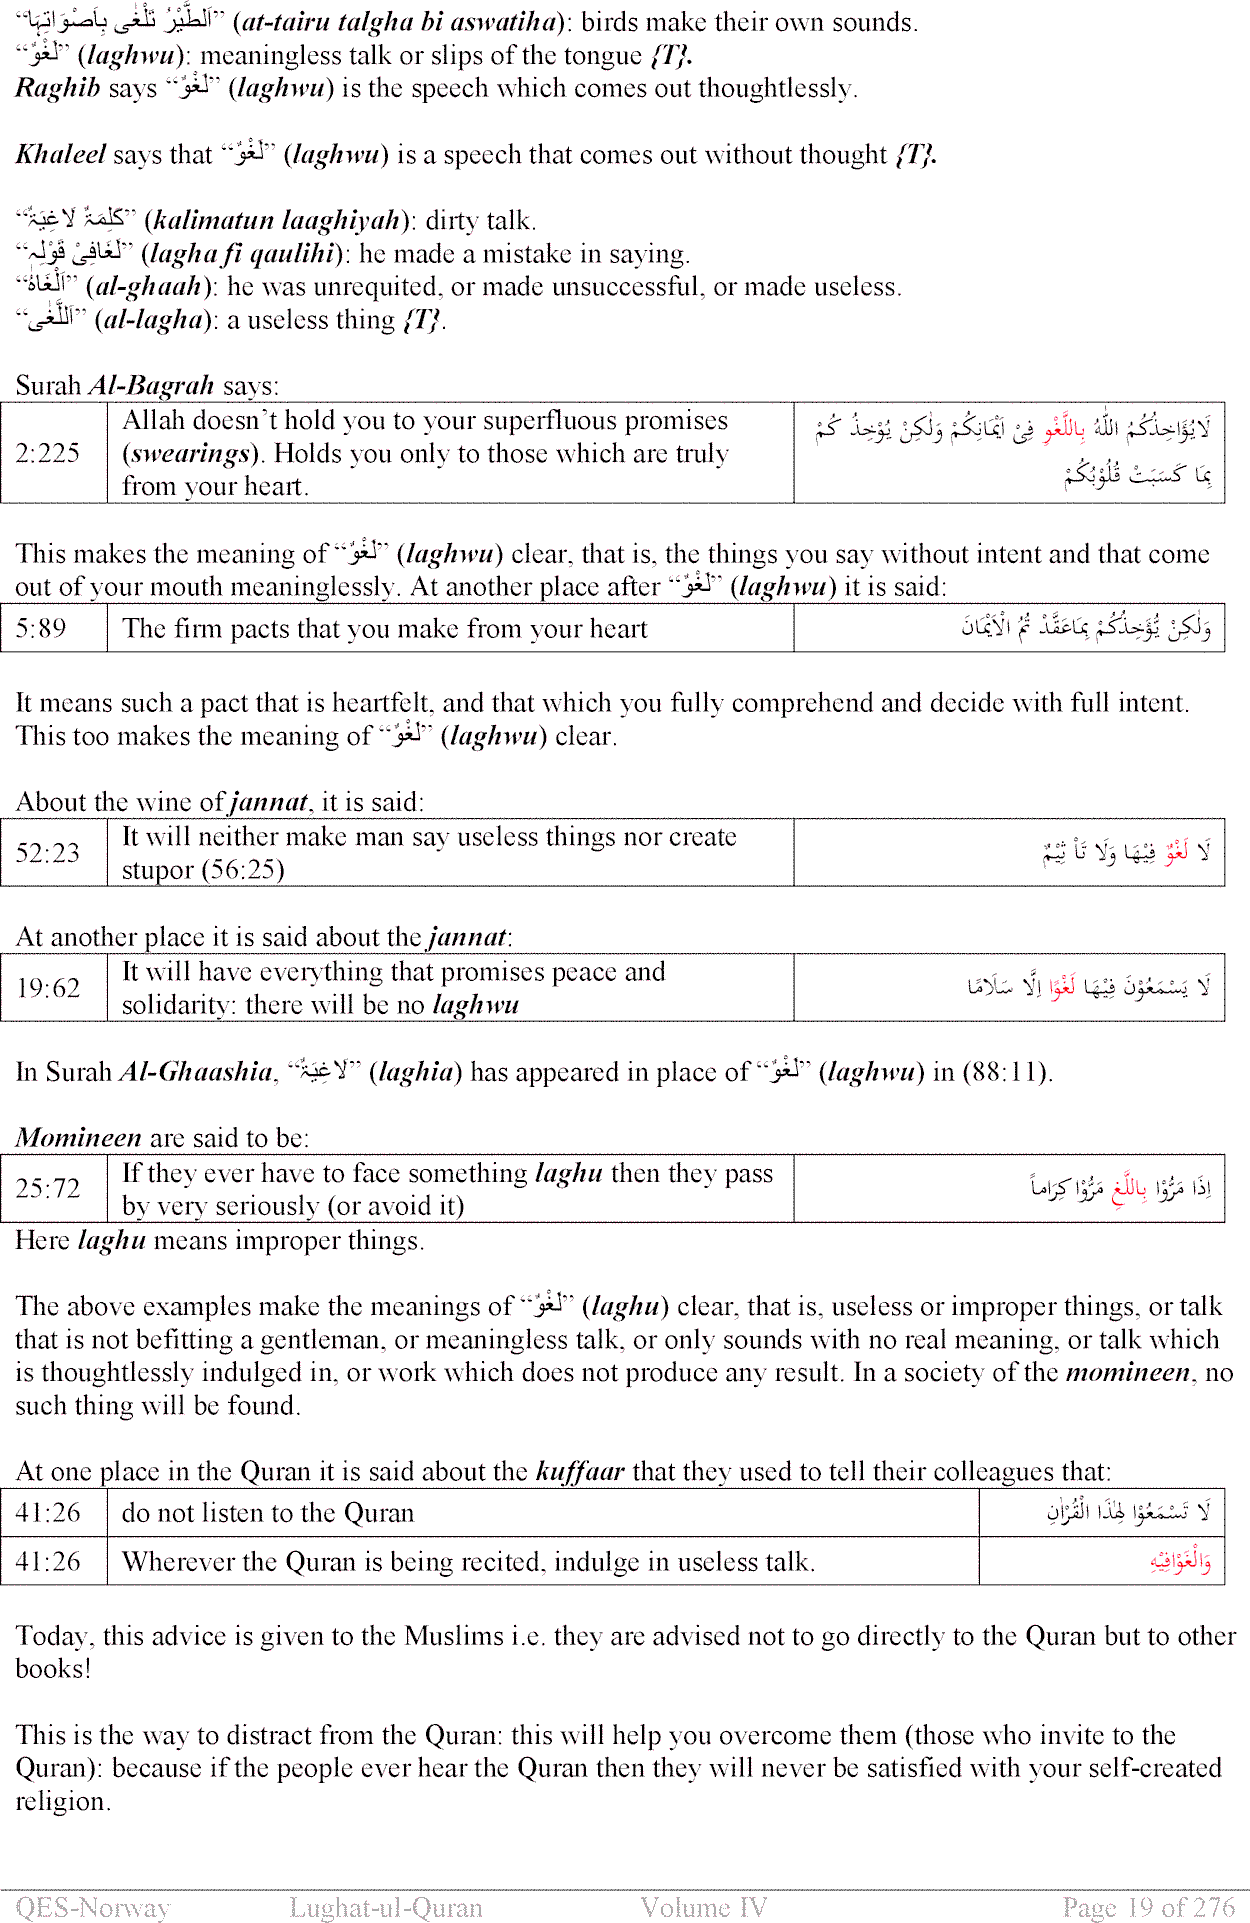 “اَلطَّيْرُ تَلْغٰى بِاَصْوَاتِہَا” (at-tairu talgha bi aswatiha): birds make their own sounds.
“لَغْوٌ” (laghwu): meaningless talk or slips of the tongue {T}.
Raghib says “لَغْوٌ” (laghwu) is the speech which comes out thoughtlessly.
Khaleel says that “لَغْوٌ” (laghwu) is a speech that comes out without thought {T}.
“كَلِمَۃٌ لَاغِيَۃٌ” (kalimatun laaghiyah): dirty talk.
“لَغَافِیْ قَوْلِہٖ” (lagha fi qaulihi): he made a mistake in saying.
“اَلْغَاہُ” (al-ghaah): he was unrequited, or made unsuccessful, or made useless.
“اَللَّغٰى” (al-lagha): a useless thing {T}.
Surah Al-Bagrah says:
2:225 Allah doesn’t hold you to your superfluous promises (swearings). Holds you only to those which are truly from your heart.
لَايُؤَاخِذُكُمُ اللّٰہُ بِاللَّغْوِ فِیْ اَيْمَانِكُمْ وَلٰكِنْ يُوْخِذُ كُمْ
بِمَا كَسَبَتْ قُلُوْبُكُمْ
This makes the meaning of “لَغْوٌ” (laghwu) clear, that is, the things you say without intent and that come
out of your mouth meaninglessly. At another place after “لَغْوٌ” (laghwu) it is said:
5:89 The firm pacts that you make from your heart وَلٰكِنْ يُّؤَخِذُكُمْ بِمَاعَقَّدْ تُمُ الْاَيْمَانَ
It means such a pact that is heartfelt, and that which you fully comprehend and decide with full intent.
This too makes the meaning of “لَغْوٌ” (laghwu) clear.
About the wine of jannat, it is said:
52:23 It will neither make man say useless things nor create
stupor (56:25) لَا لَغْوٌ فِيْهَا وَلَا تَأ ثِيْمٌ
At another place it is said about the jannat:
19:62 It will have everything that promises peace and
solidarity: there will be no laghwu لَا يَسْمَعُوْنَ فِيْهَا لَغْوًا اِلَّا سَلَامًا
In Surah Al-Ghaashia, “لَاغِيَۃٌ” (laghia) has appeared in place of “لَغْوٌ” (laghwu) in (88:11).
Momineen are said to be:
25:72 If they ever have to face something laghu then they pass
by very seriously (or avoid it) اِذَا مَرُّوْا بِاللَّغِ مَرُّوْا كِرَاماً
Here laghu means improper things.
The above examples make the meanings of “لَغْوٌ” (laghu) clear, that is, useless or improper things, or talk
that is not befitting a gentleman, or meaningless talk, or only sounds with no real meaning, or talk which
is thoughtlessly indulged in, or work which does not produce any result. In a society of the momineen, no
such thing will be found.
At one place in the Quran it is said about the kuffaar that they used to tell their colleagues that:
41:26 do not listen to the Quran لَا تَسْمَعُوْا لِهٰذَا الْقُرْاٰنِ
41:26 Wherever the Quran is being recited, indulge in useless talk. وَالْغَوْافِيْهِ
Today, this advice is given to the Muslims i.e. they are advised not to go directly to the Quran but to other
books!
This is the way to distract from the Quran: this will help you overcome them (those who invite to the
Quran): because if the people ever hear the Quran then they will never be satisfied with your self-created
religion.
QES-Norway Lughat-ul-Quran Volume IV Page 19 of 276